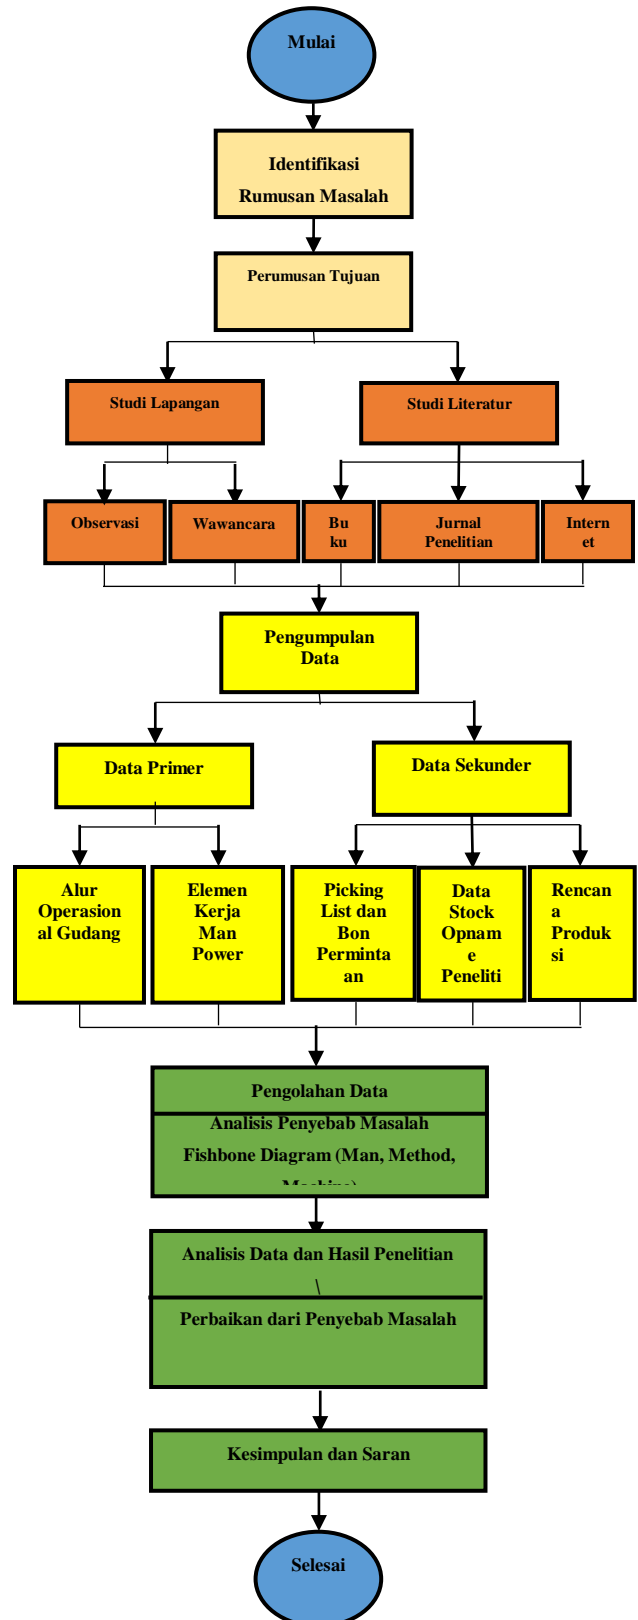 Mulai
Identifikasi
Rumusan Masalah
Perumusan Tujuan
Studi Lapangan
Studi Literatur
Observasi
Wawancara
Bu
ku
Jurnal
Penelitian
Intern
et
Pengumpulan
Data
Data Primer
Data Sekunder
Alur
Operasion
al Gudang
Elemen
Kerja
Man
Power
Picking
List dan
Bon
Perminta
an
Data
Stock
Opnam
e
Peneliti
Rencan
a
Produk
si
Pengolahan Data
Analisis Penyebab Masalah
Fishbone Diagram (Man, Method,
Machine)
Analisis Data dan Hasil Penelitian
\
Perbaikan dari Penyebab Masalah
Kesimpulan dan Saran
Selesai